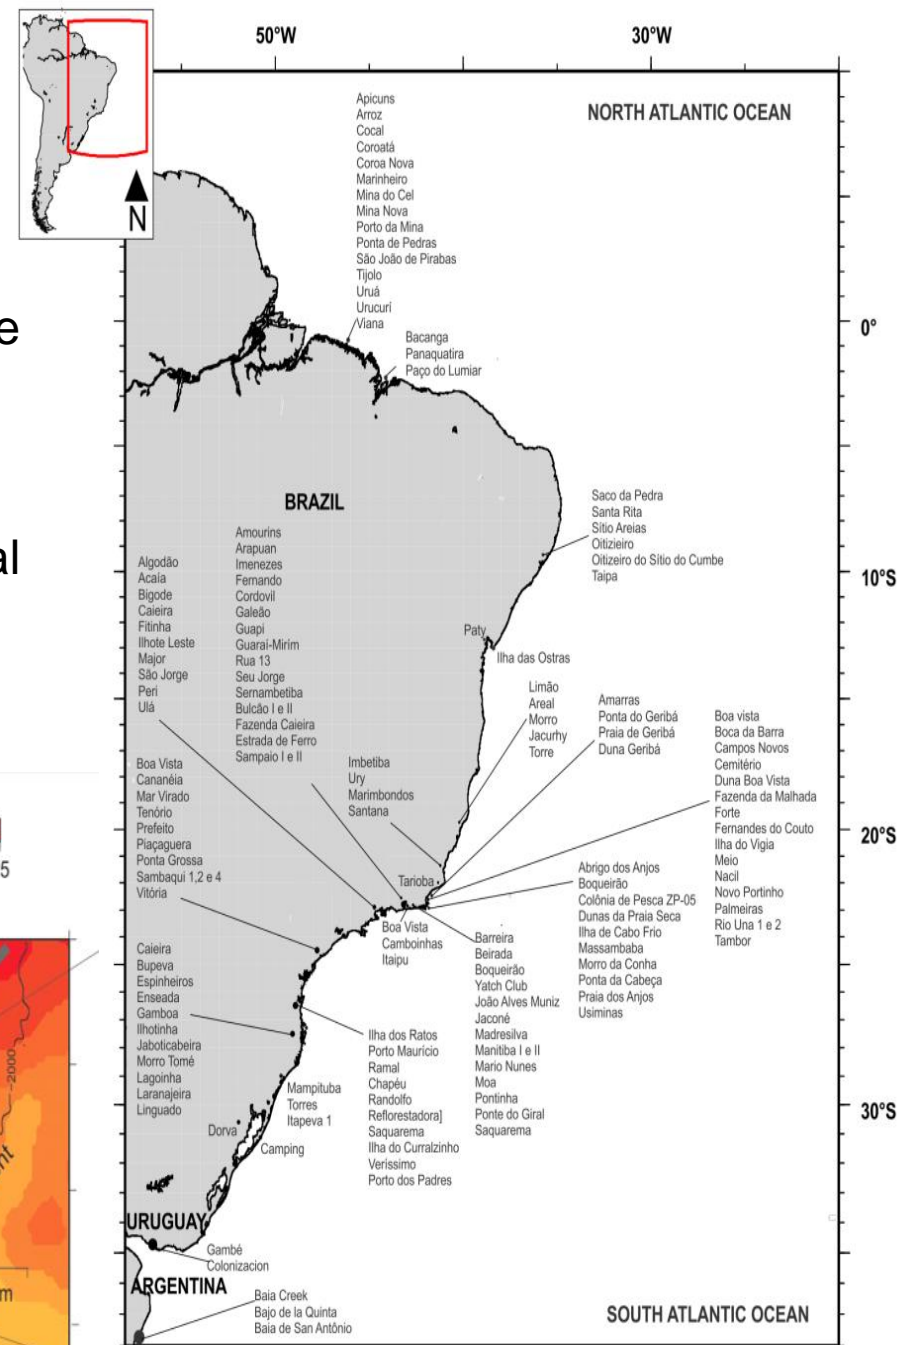 50°W
30°W
N
NORTH ATLANTIC OCEAN
Apicuns
Arroz
Cocal
Coroatá
Coroa Nova
Marinheiro
Mina do Cel
Mina Nova
Porto da Mina
Ponta de Pedras
São João de Pirabas
Tijolo
Uruá
Urucurí
Viana
e
0°
Bacanga
Panaquatira
Paço do Lumiar
BRAZIL
Saco da Pedra
Santa Rita
Sítio Areias
Oitizieiro
Oitizeiro do Sítio do Cumbe
Taipa
al
10°S
Algodão
Acaía
Bigode
Caieira
Fitinha
Ilhote Leste
Major
São Jorge
Peri
Ulá
Amourins
Arapuan
Imenezes
Fernando
Cordovil
Galeão
Guapi
Guaraí-Mirim
Rua 13
Seu Jorge
Sernambetiba
Bulcão I e II
Fazenda Caieira
Estrada de Ferro
Sampaio I e II
Paty
Ilha das Ostras
Limão
Areal
Morro
Jacurhy
Torre
Amarras
Ponta do Geribá
Praia de Geribá
Duna Geribá
Boa vista
Boca da Barra
Campos Novos
Cemitério
Duna Boa Vista
Fazenda da Malhada
Forte
Fernandes do Couto
Ilha do Vigia
Meio
Nacil
Novo Portinho
Palmeiras
Rio Una 1 e 2
Tambor
Boa Vista
Cananéia
Mar Virado
Tenório
Prefeito
Piaçaguera
Ponta Grossa
Sambaqui 1,2 e 4
Vitória
Imbetiba
Ury
Marimbondos
Santana
20°S
5
Tarioba
Abrigo dos Anjos
Boqueirão
Colônia de Pesca ZP-05
Dunas da Praia Seca
Ilha de Cabo Frio
Massambaba
Morro da Conha
Ponta da Cabeça
Praia dos Anjos
Usiminas
Boa Vista
Camboinhas
Itaipu
Barreira
Beirada
Boqueirão
Yatch Club
João Alves Muniz
Jaconé
Madresilva
Manitiba I e II
Mario Nunes
Moa
Pontinha
Ponte do Giral
Saquarema
Caieira
Bupeva
Espinheiros
Enseada
Gamboa
Ilhotinha
Jaboticabeira
Morro Tomé
Lagoinha
Laranajeira
Linguado
Ilha dos Ratos
Porto Maurício
Ramal
Chapéu
Randolfo
Reflorestadora]
Saquarema
Ilha do Curralzinho
Verissimo
Porto dos Padres
-2000
Mampituba
Torres
Itapeva 1
30°S
Dorva
Camping
nt
URUGUAY
Gambé
Colonizacion
ARGENTINA
m
Baia Creek
Bajo de la Quinta
Baia de San Antônio
SOUTH ATLANTIC OCEAN